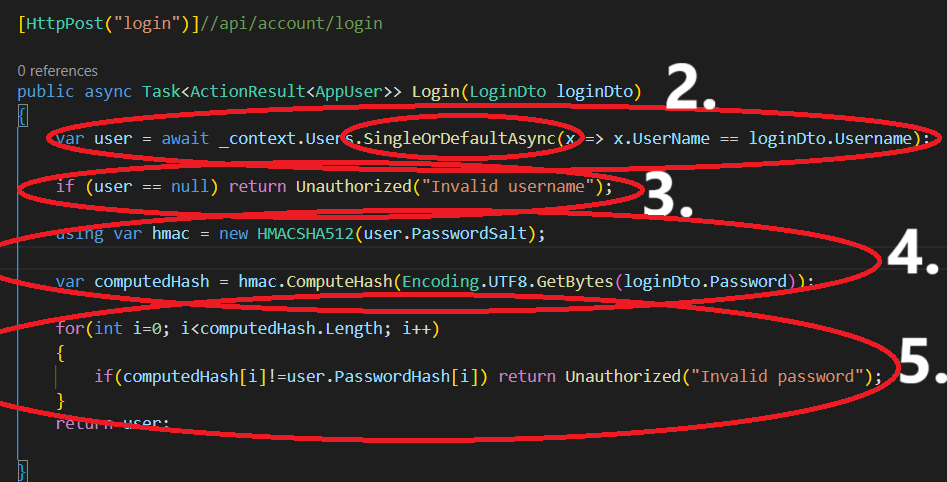 [HttpPost("login")]//api/account/login
0 references
public async Task<ActionResult<AppUser>> Login(LoginDto loginDto)
2.
{
var user = await _context.Users.SingleOrDefaultAsync(x => x.UserName == loginDto.Username);
if (user == null) return Unauthorized("Invalid username");
3.
using var hmac = new HMACSHA512(user.PasswordSalt);
4.
var computedHash = hmac.ComputeHash(Encoding.UTF8.GetBytes(loginDto.Password));
for(int i=0; i<computedHash.Length; i++)
{
5.
if(computedHash[i]!=user.PasswordHash[i]) return Unauthorized("Invalid password");
}
return user;
}